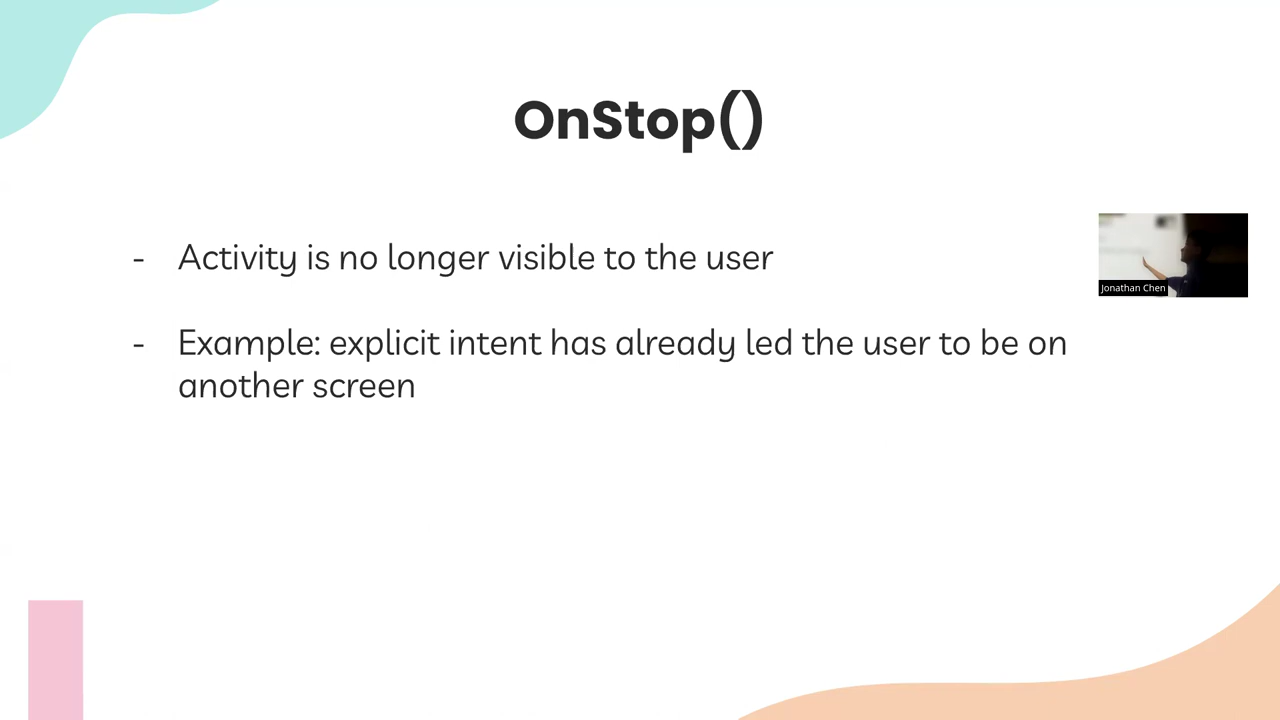 OnStop()
- Activity is no longer visible to the user
- Example: explicit intent has already led the user to be on
another screen
Jonathan Chen